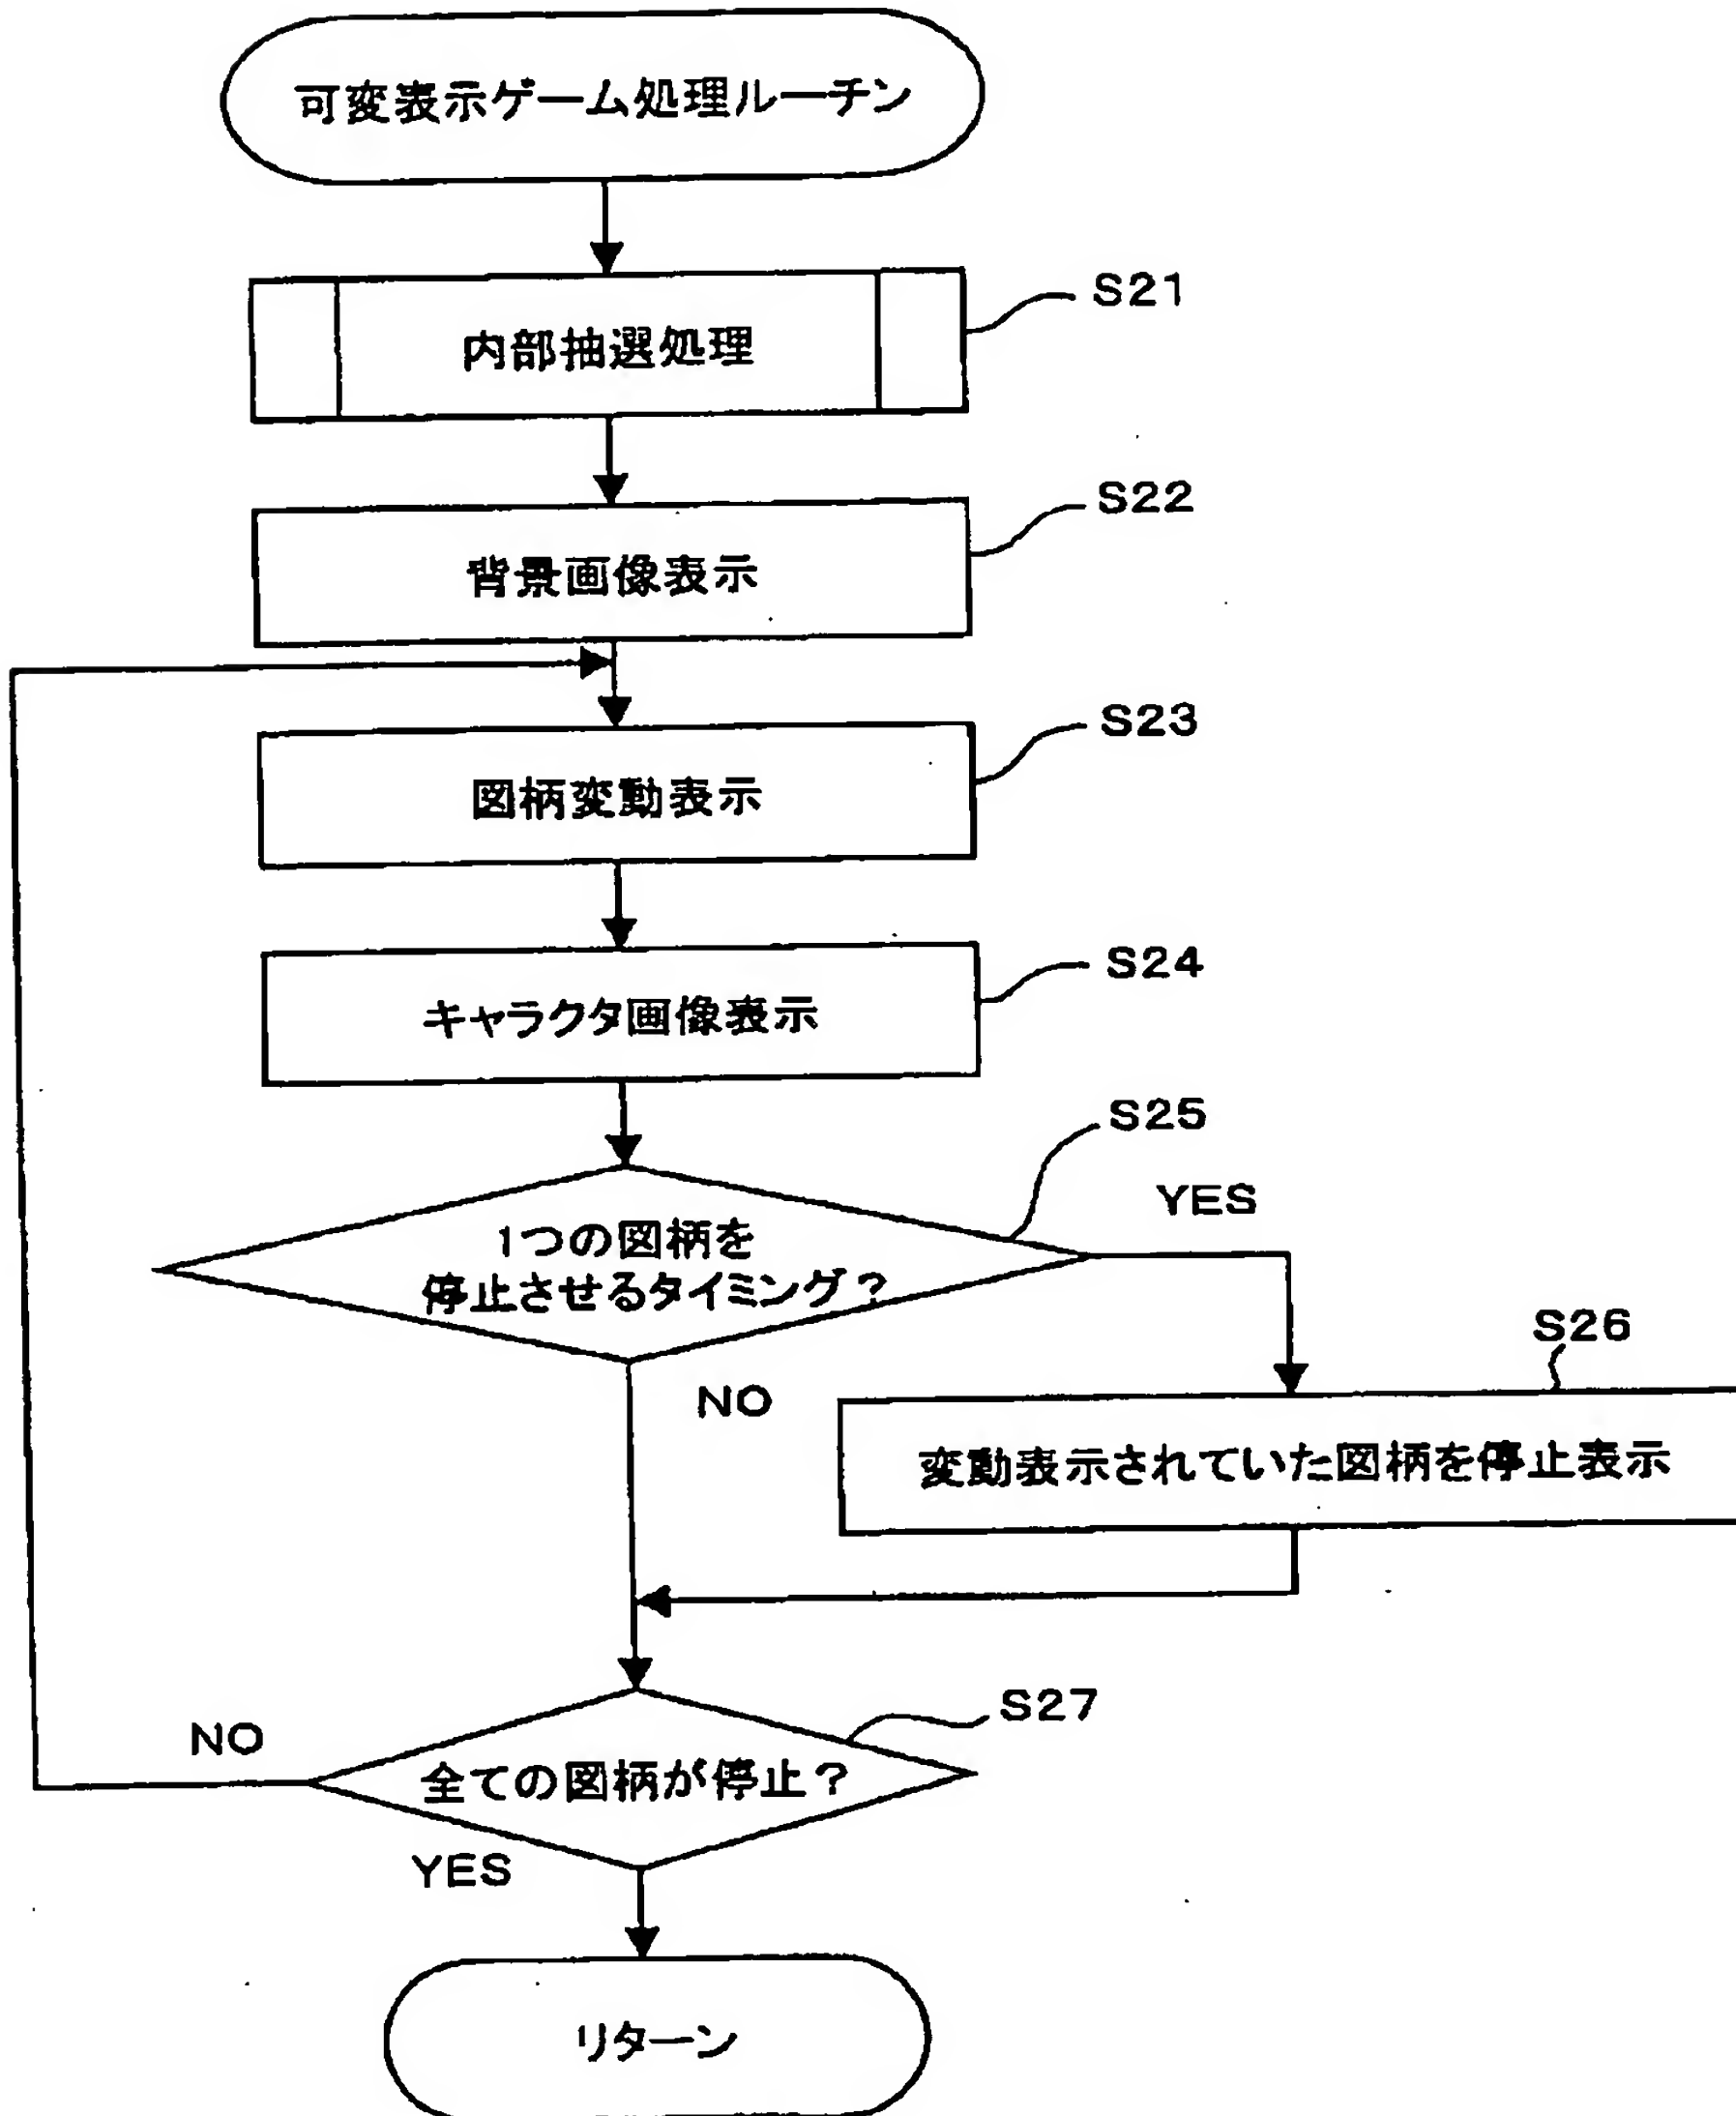 可変表示ゲーム処理ルーチン
S21
内部抽選処理
S22
背景画像表示
S23
図柄変動表示
S24
キャラクタ画像表示
S25
YES
1つの図柄を
停止させるタイミング？
S26
NO
変動表示されていた図柄を停止表示
S27
NO
全ての図柄が停止？
YES
リターン